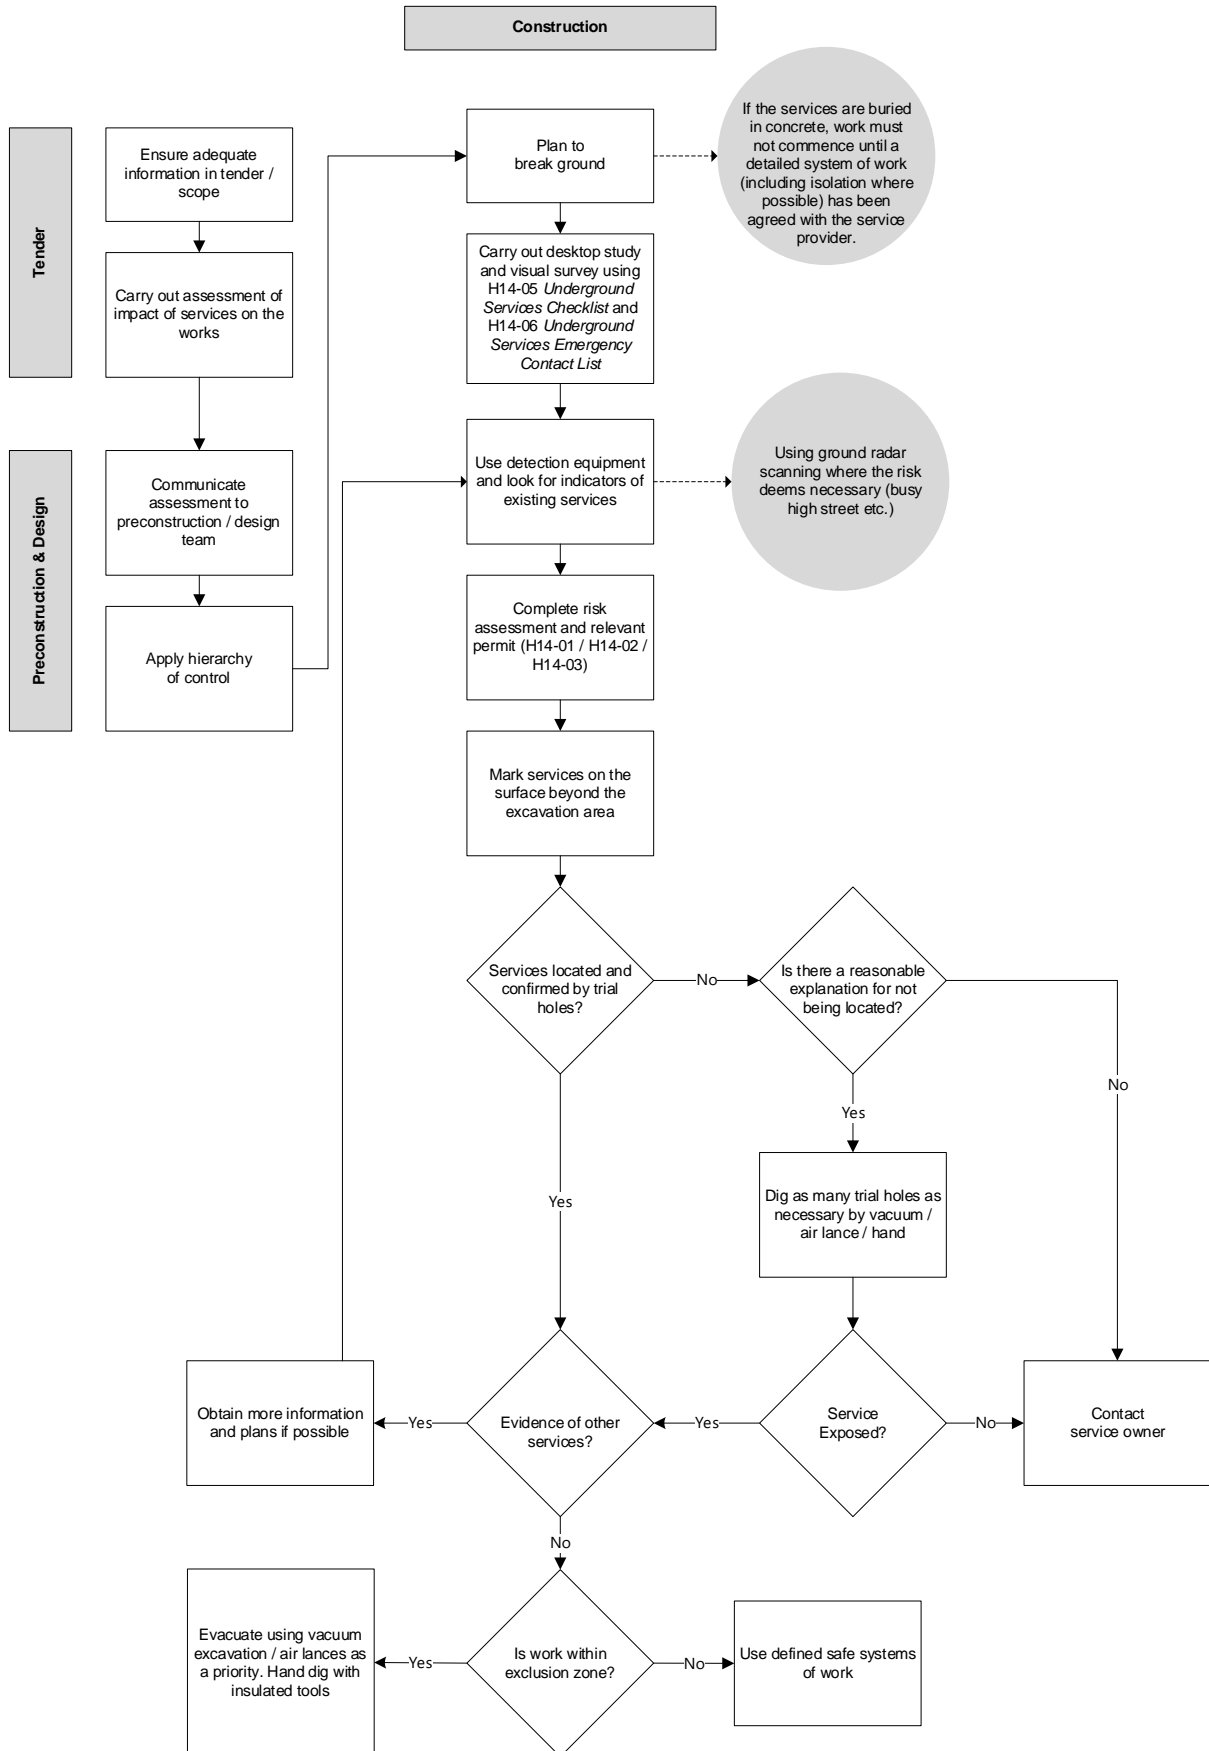 Construction
Tender
Ensure adequate
information in tender /
scope
Carry out assessment of
impact of services on the
works
Preconstruction & Design
Communicate
assessment to
preconstruction / design
team
Apply hierarchy
of control
Plan to
break ground
If the services are buried
in concrete, work must
not commence until a
detailed system of work
(including isolation where
possible) has been
agreed with the service
provider.
Carry out desktop study
and visual survey using
H14-05 Underground
Services Checklist and
H14-06 Underground
Services Emergency
Contact List
Use detection equipment
and look for indicators of
existing services
Using ground radar
scanning where the risk
deems necessary (busy
high street etc.)
Complete risk
assessment and relevant
permit (H14-01 / H14-02 /
H14-03)
Mark services on the
surface beyond the
excavation area
Services located and
confirmed by trial
holes?
No
Is there a reasonable
explanation for not
being located?
No
Yes
Yes
Dig as many trial holes as
necessary by vacuum /
air lance / hand
Obtain more information
and plans if possible
Yes
Evidence of other
services?
Yes
Service
Exposed?
No
Contact
service owner
No
Evacuate using vacuum
excavation / air lances as
a priority. Hand dig with
insulated tools
Yes
Is work within
exclusion zone?
No
Use defined safe systems
of work